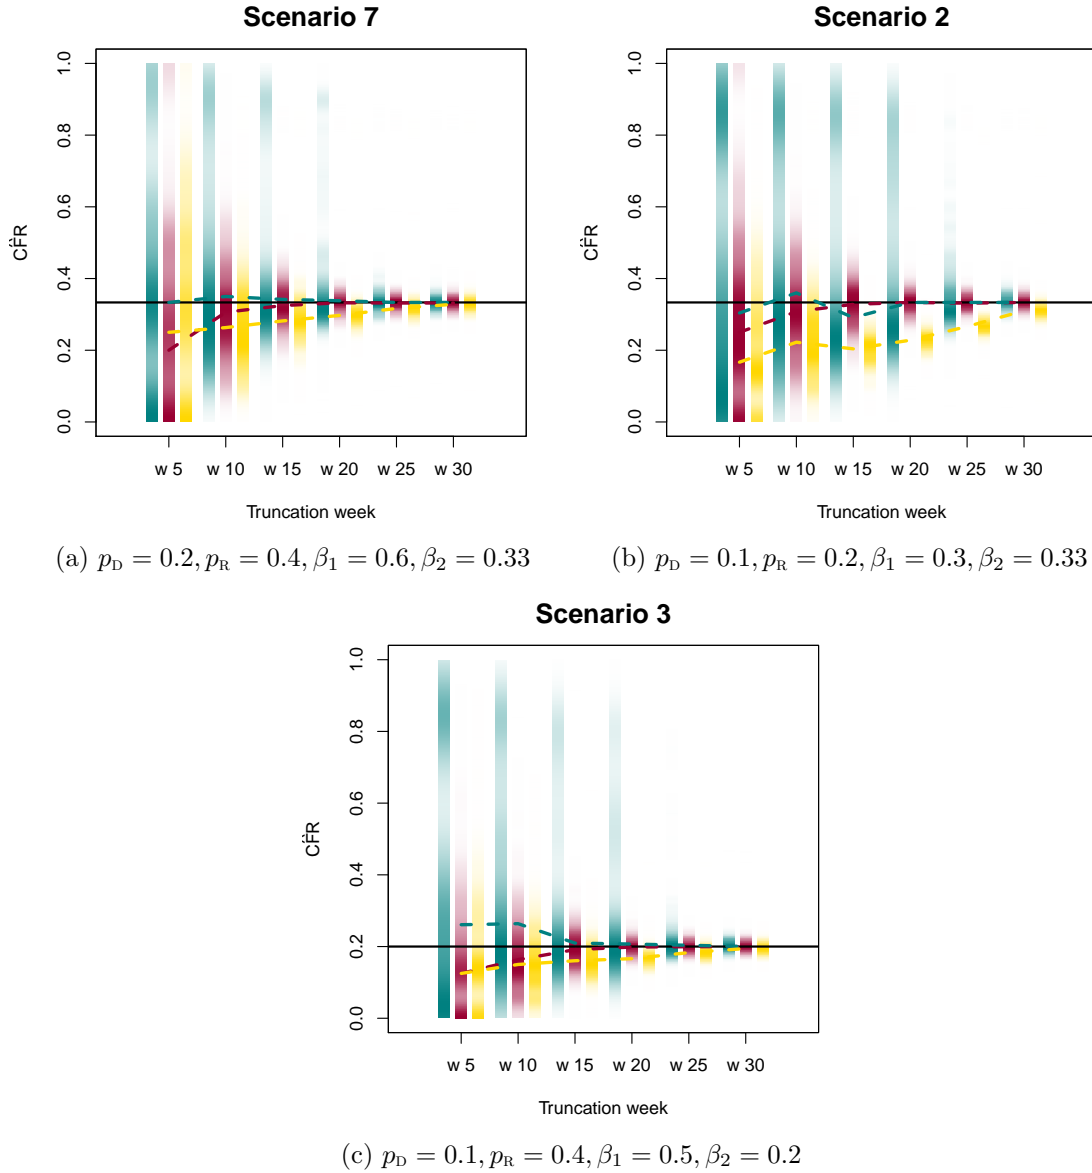 Scenario 7
1.0
0.8
0.6
0.4
0.2
0.0
CF̂R
w 5 w 10 w 15 w 20 w 25 w 30
Truncation week
(a) p_D = 0.2, p_R = 0.4, β_1 = 0.6, β_2 = 0.33
Scenario 2
1.0
0.8
0.6
0.4
0.2
0.0
CF̂R
w 5 w 10 w 15 w 20 w 25 w 30
Truncation week
(b) p_D = 0.1, p_R = 0.2, β_1 = 0.3, β_2 = 0.33
Scenario 3
1.0
0.8
0.6
0.4
0.2
0.0
CF̂R
w 5 w 10 w 15 w 20 w 25 w 30
Truncation week
(c) p_D = 0.1, p_R = 0.4, β_1 = 0.5, β_2 = 0.2